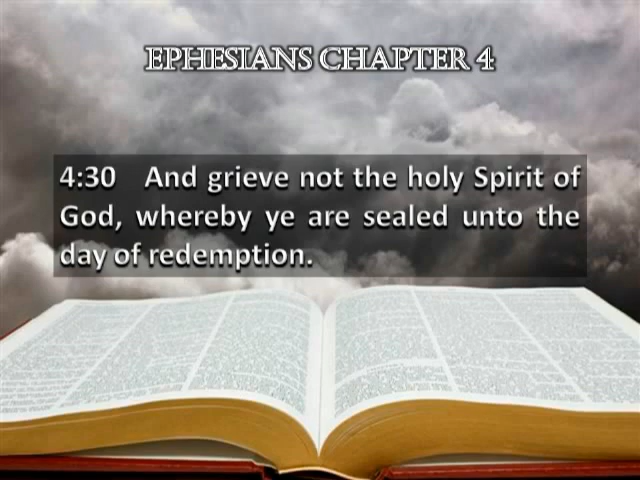 EPHESIANS CHAPTER 4
4:30 And grieve not the holy Spirit of
God, whereby ye are sealed unto the
day of redemption.